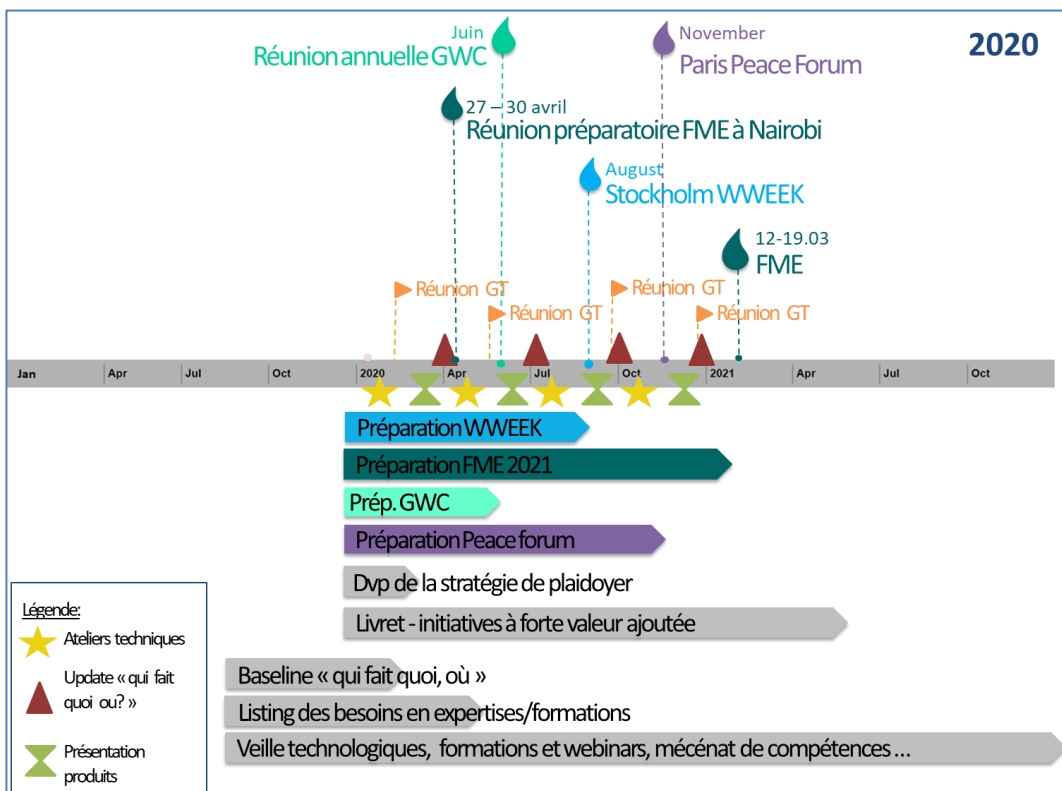 2020
Juin
Réunion annuelle GWC
November
Paris Peace Forum
27 – 30 avril
Réunion préparatoire FME à Nairobi
August
Stockholm WWEEK
12-19.03
FME
Réunion GT
Réunion GT
Réunion GT
Réunion GT
Jan Apr Jul Oct 2020 Apr Jul Oct 2021 Apr Jul Oct
Préparation WWEEK
Préparation FME 2021
Prép. GWC
Préparation Peace forum
Dvp de la stratégie de plaidoyer
Livret - initiatives à forte valeur ajoutée
Baseline « qui fait quoi, où »
Listing des besoins en expertises/formations
Veille technologiques, formations et webinars, mécénat de compétences ...
Légende:
Ateliers techniques
Update « qui fait
quoi ou? »
Présentation
produits